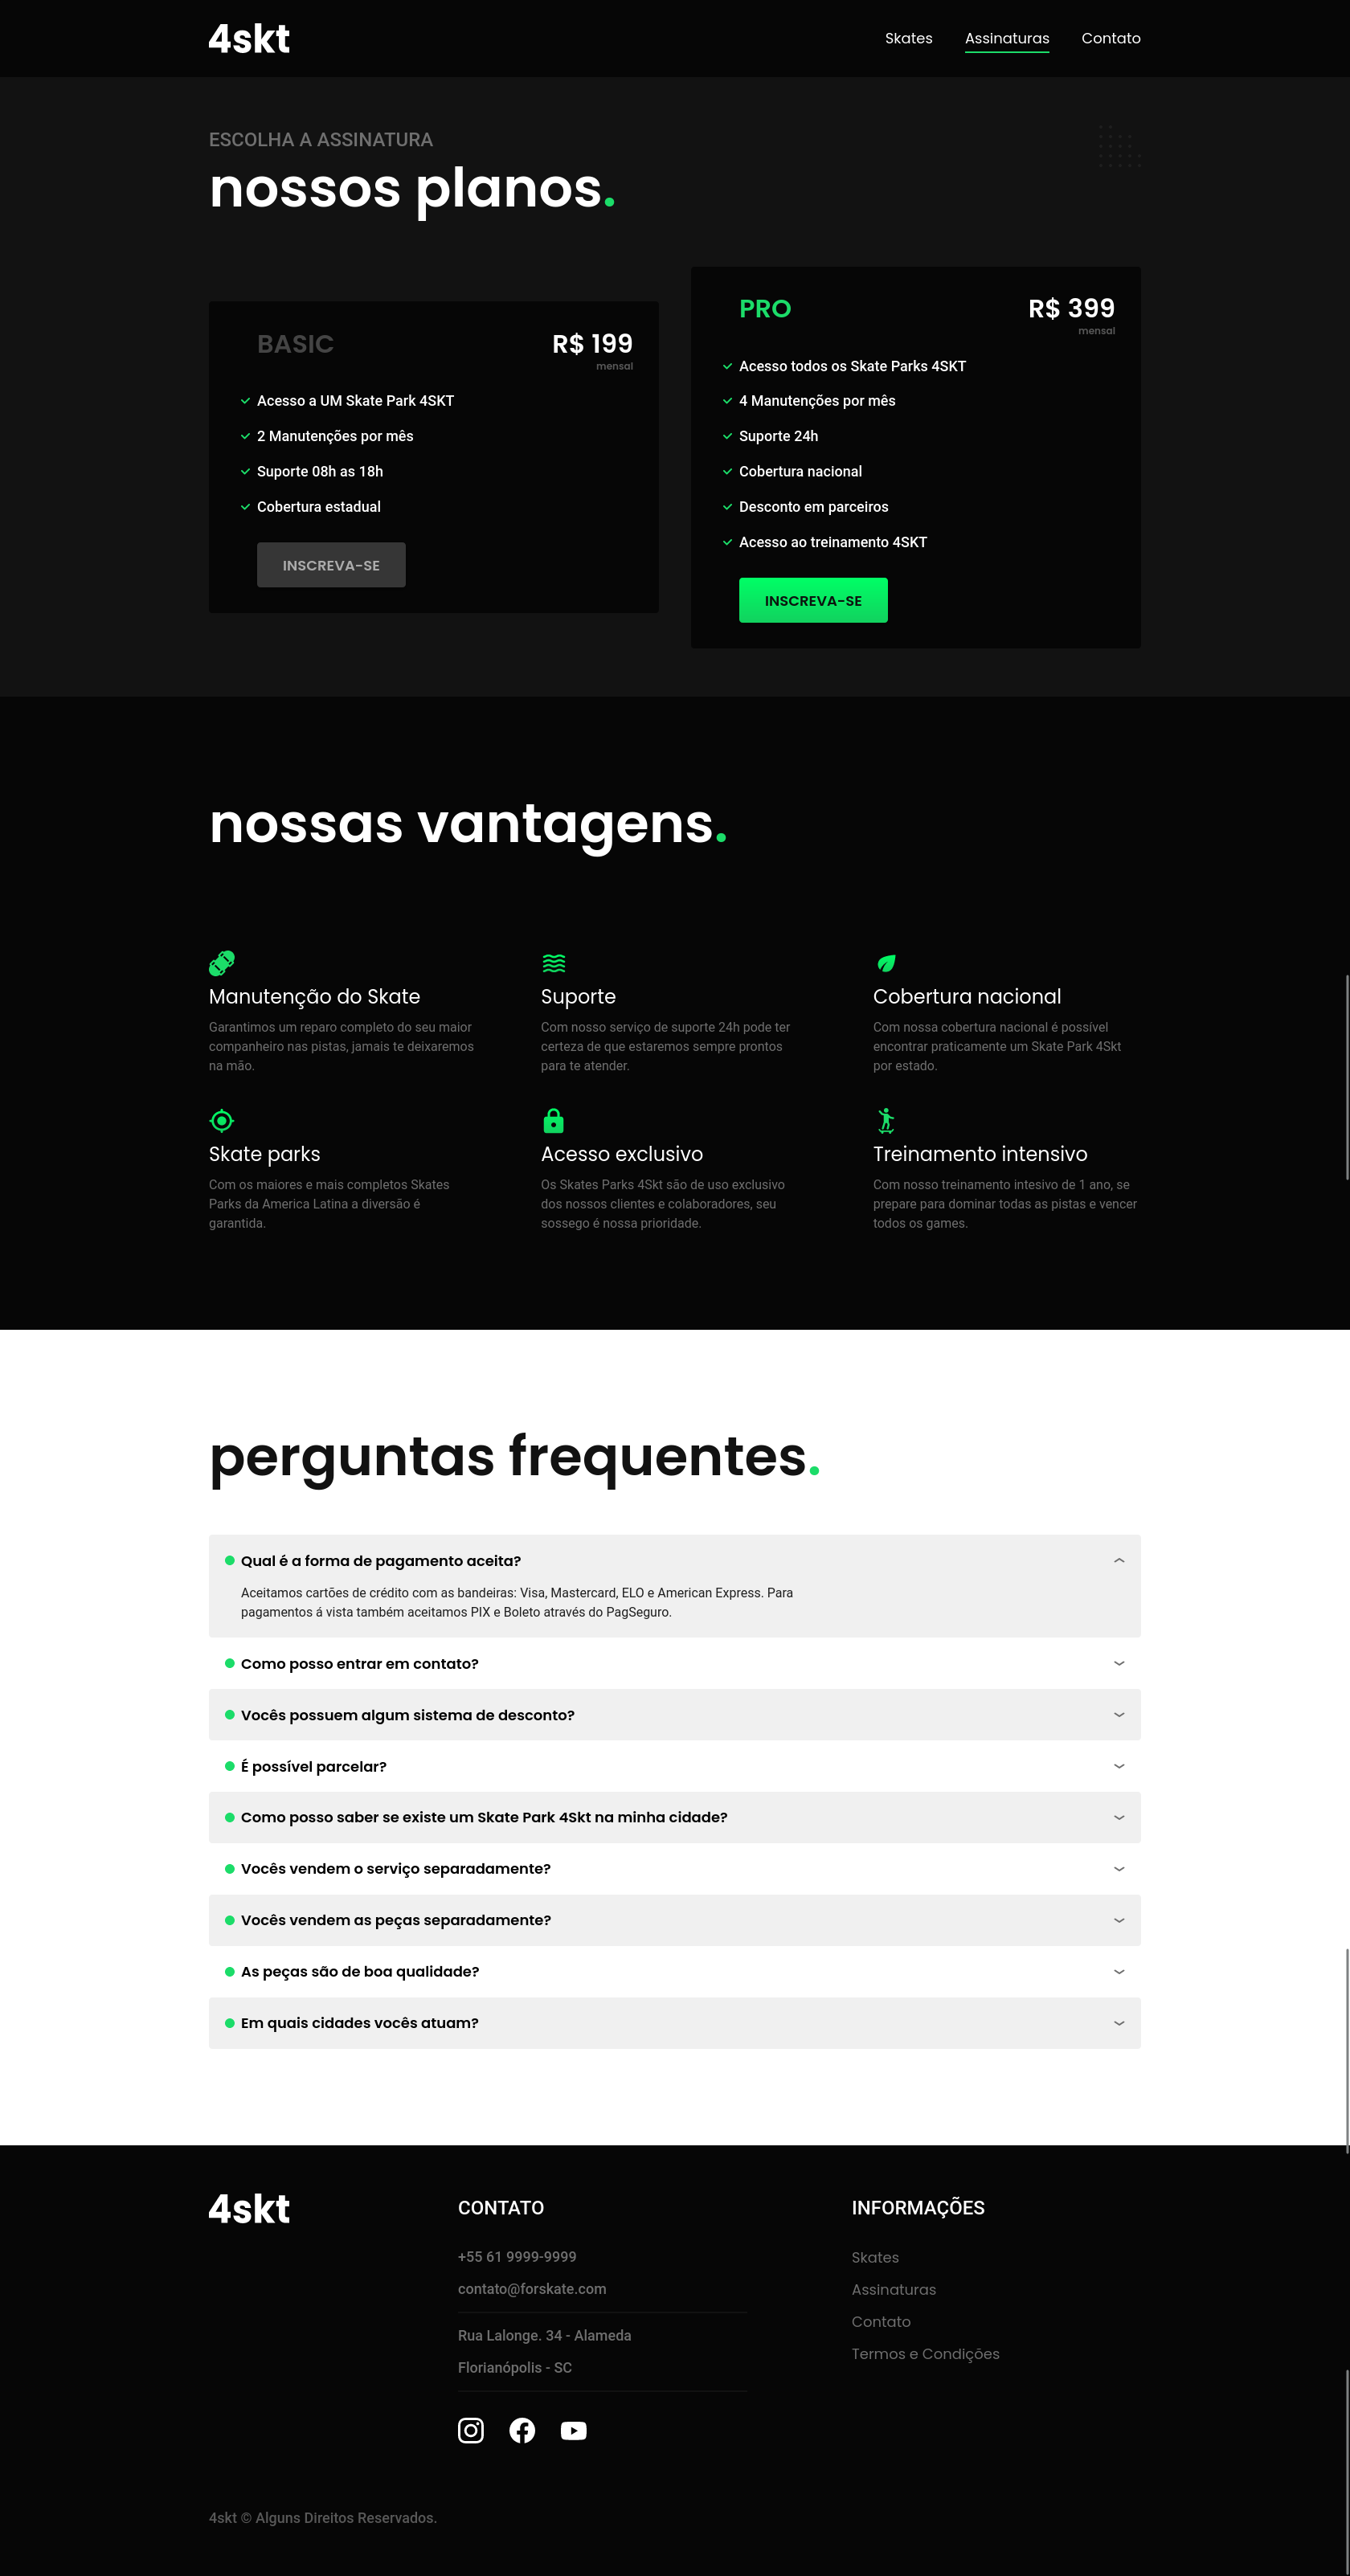 4skt
Skates Assinaturas Contato
ESCOLHA A ASSINATURA
nossos planos.
BASIC R$ 199
mensal
Acesso a UM Skate Park 4SKT
2 Manutenções por mês
Suporte 08h as 18h
Cobertura estadual
INSCREVA-SE
PRO R$ 399
mensal
Acesso todos os Skate Parks 4SKT
4 Manutenções por mês
Suporte 24h
Cobertura nacional
Desconto em parceiros
Acesso ao treinamento 4SKT
INSCREVA-SE
nossas vantagens.
Manutenção do Skate
Garantimos um reparo completo do seu maior
companheiro nas pistas, jamais te deixaremos
na mão.
Suporte
Com nosso serviço de suporte 24h pode ter
certeza de que estaremos sempre prontos
para te atender.
Cobertura nacional
Com nossa cobertura nacional é possível
encontrar praticamente um Skate Park 4Skt
por estado.
Skate parks
Com os maiores e mais completos Skates
Parks da America Latina a diversão é
garantida.
Acesso exclusivo
Os Skates Parks 4Skt são de uso exclusivo
dos nossos clientes e colaboradores, seu
sossego é nossa prioridade.
Treinamento intensivo
Com nosso treinamento intesivo de 1 ano, se
prepare para dominar todas as pistas e vencer
todos os games.
perguntas frequentes.
Qual é a forma de pagamento aceita?
Aceitamos cartões de crédito com as bandeiras: Visa, Mastercard, ELO e American Express. Para
pagamentos á vista também aceitamos PIX e Boleto através do PagSeguro.
Como posso entrar em contato?
Vocês possuem algum sistema de desconto?
É possível parcelar?
Como posso saber se existe um Skate Park 4Skt na minha cidade?
Vocês vendem o serviço separadamente?
Vocês vendem as peças separadamente?
As peças são de boa qualidade?
Em quais cidades vocês atuam?
4skt
CONTATO
+55 61 9999-9999
contato@forskate.com
Rua Lalonge. 34 - Alameda
Florianópolis - SC
INFORMAÇÕES
Skates
Assinaturas
Contato
Termos e Condições
4skt © Alguns Direitos Reservados.